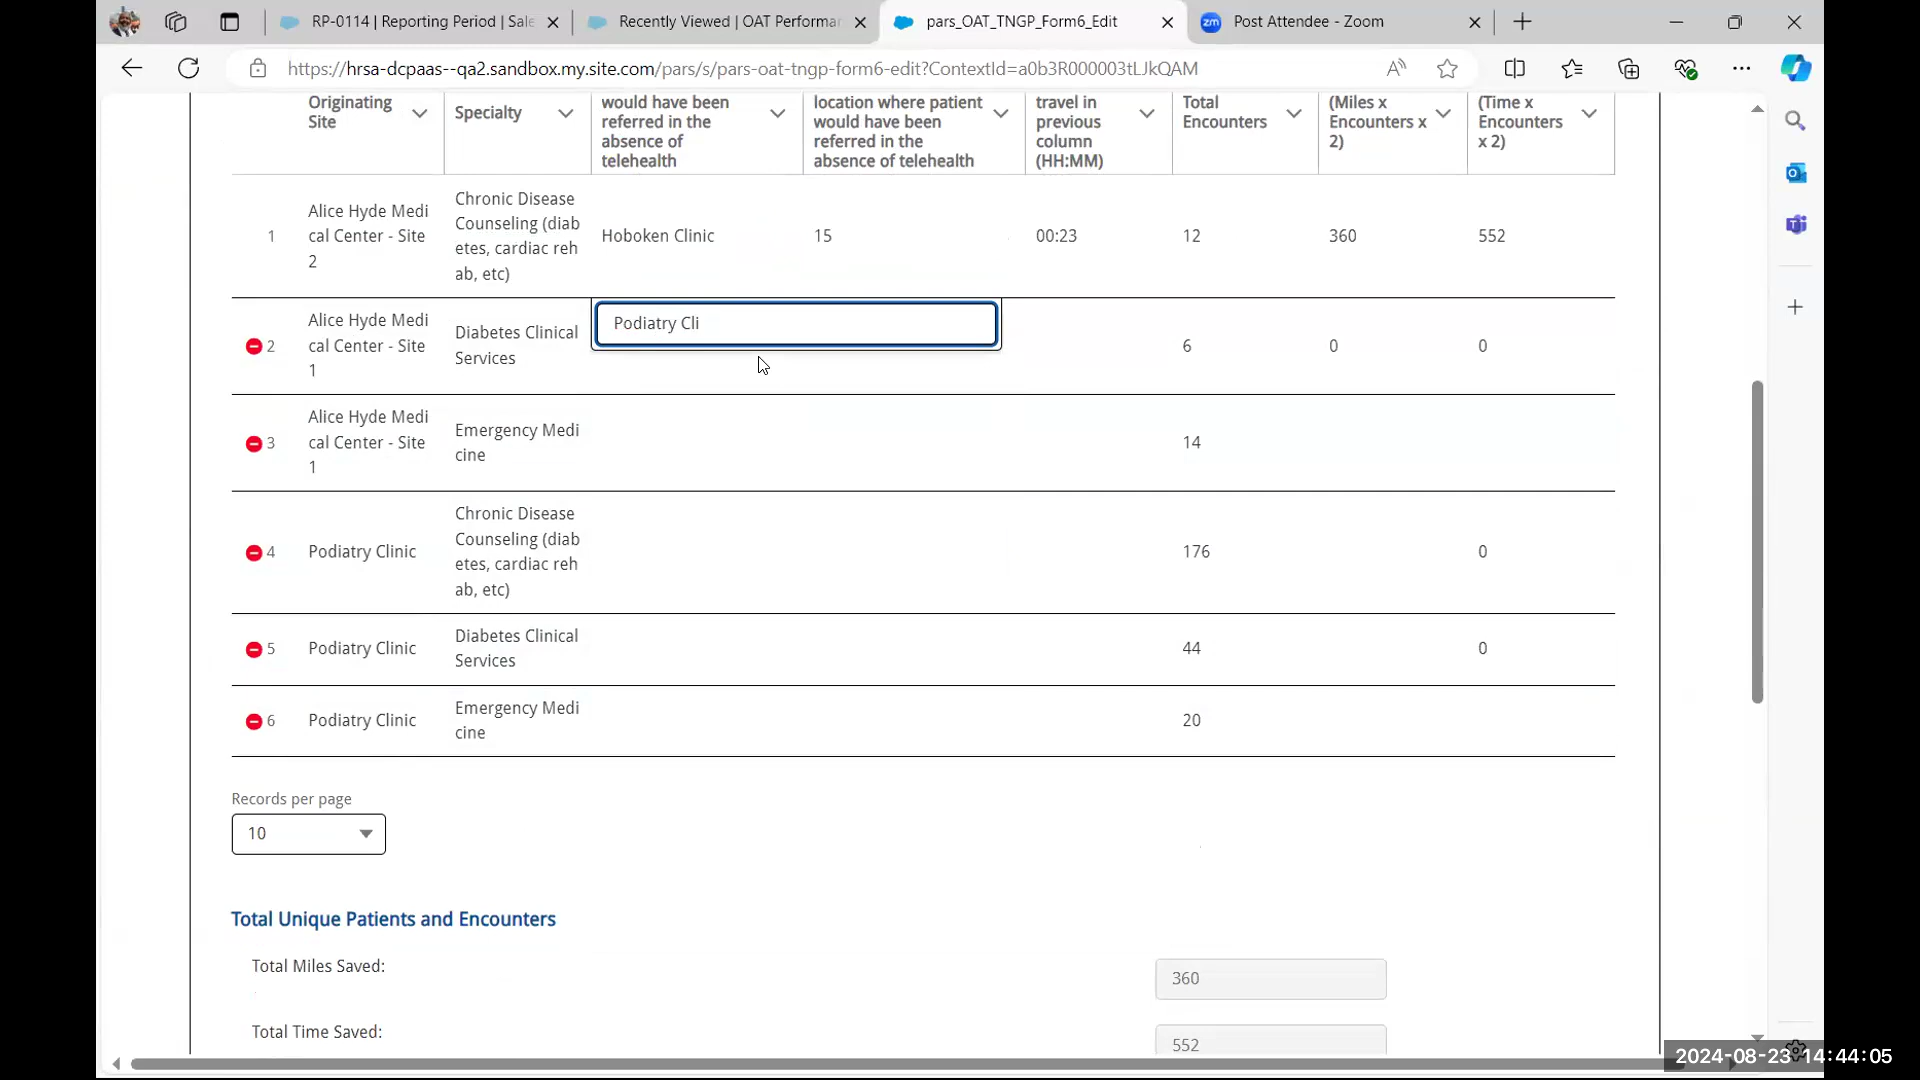 RP-0114 | Reporting Period | Sale
Recently Viewed | OAT Performan
pars_OAT_TNGP_Form6_Edit
Post Attendee - Zoom
https://hrsa-dcpaas--qa2.sandbox.my.site.com/pars/s/pars-oat-tngp-form6-edit?ContextId=a0b3R000003tLJkQAM
Originating
Site
Specialty
would have been
referred in the
absence of
telehealth
location where patient
would have been
referred in the
absence of telehealth
travel in
previous
column
(HH:MM)
Total
Encounters
(Miles x
Encounters x
2)
(Time x
Encounters
x 2)
1
Alice Hyde Medi
cal Center - Site
2
Chronic Disease
Counseling (diab
etes, cardiac reh
ab, etc)
Hoboken Clinic
15
00:23
12
360
552
2
Alice Hyde Medi
cal Center - Site
1
Diabetes Clinical
Services
Podiatry Cli
6
0
0
3
Alice Hyde Medi
cal Center - Site
1
Emergency Medi
cine
14
4
Podiatry Clinic
Chronic Disease
Counseling (diab
etes, cardiac reh
ab, etc)
176
0
5
Podiatry Clinic
Diabetes Clinical
Services
44
0
6
Podiatry Clinic
Emergency Medi
cine
20
Records per page
10
Total Unique Patients and Encounters
Total Miles Saved:
360
Total Time Saved:
552
2024-08-23 14:44:05